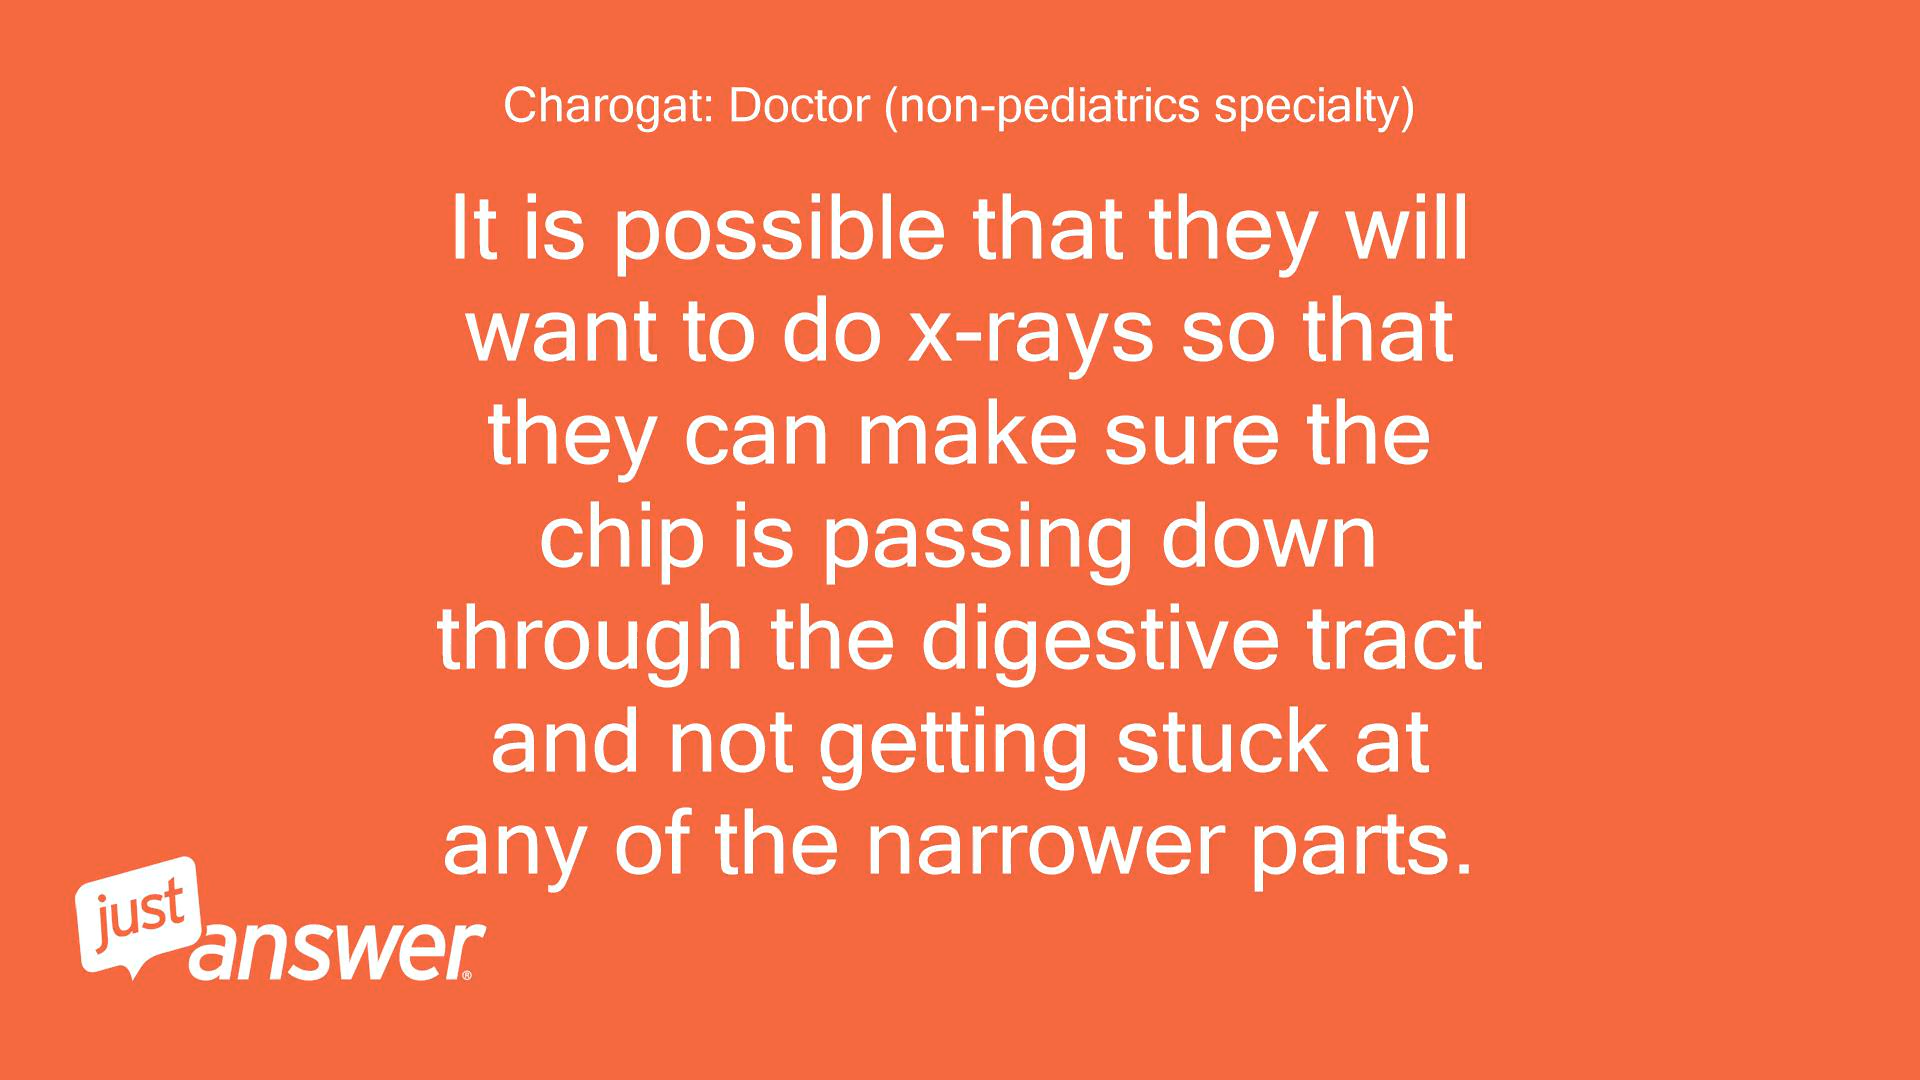 Charogat: Doctor (non-pediatrics specialty)
It is possible that they will
want to do x-rays so that
they can make sure the
chip is passing down
through the digestive tract
and not getting stuck at
any of the narrower parts.
just
answer®